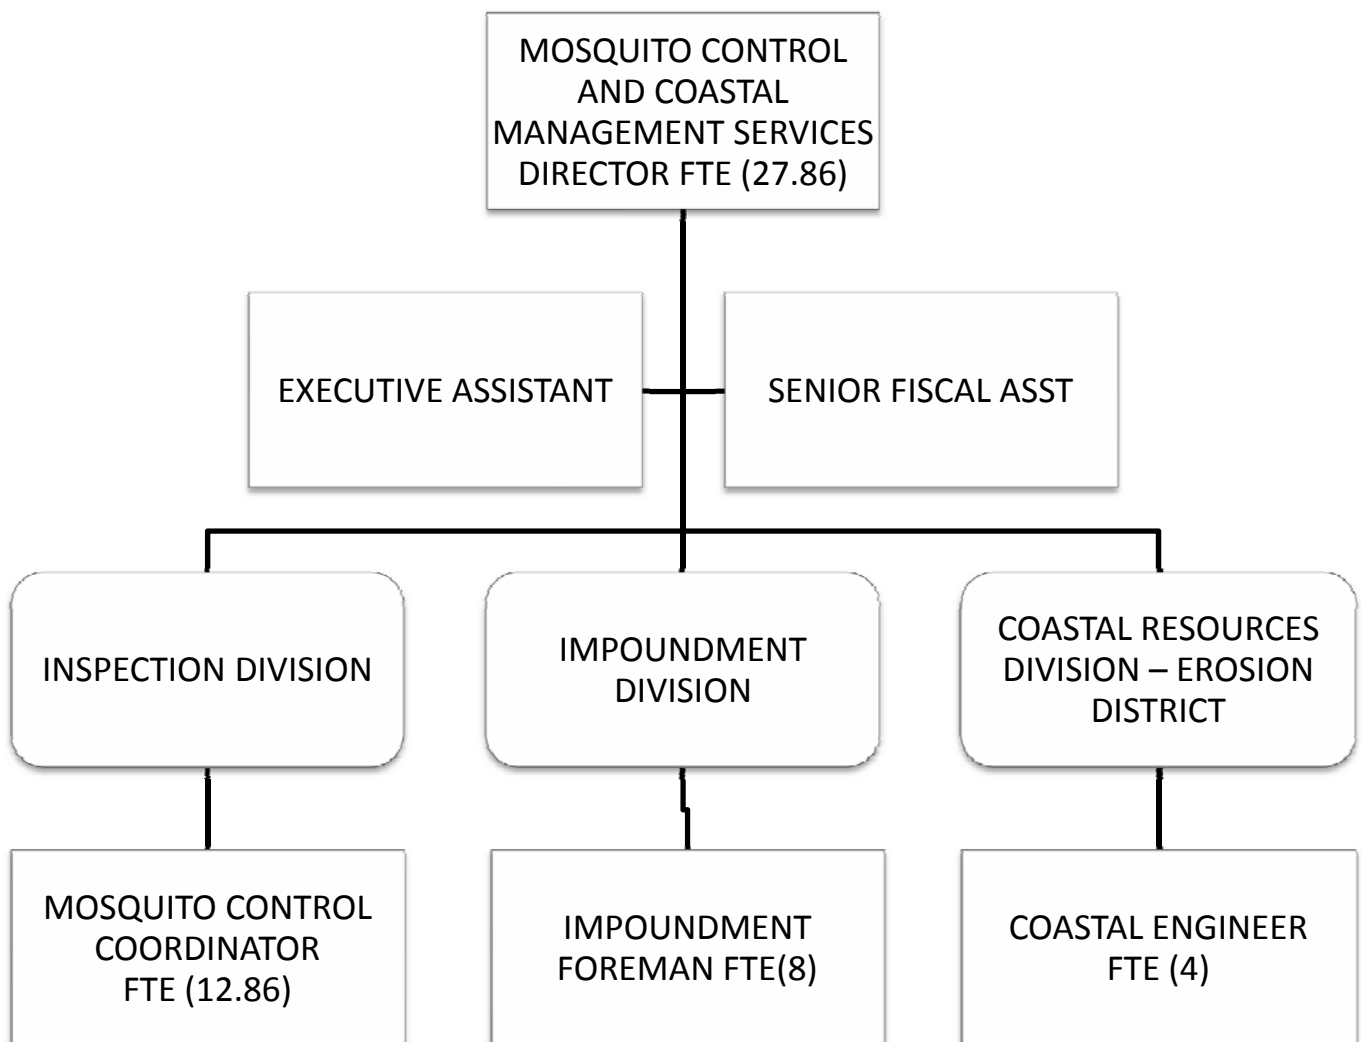 MOSQUITO CONTROL
AND COASTAL
MANAGEMENT SERVICES
DIRECTOR FTE (27.86)
EXECUTIVE ASSISTANT
SENIOR FISCAL ASST
INSPECTION DIVISION
IMPOUNDMENT
DIVISION
COASTAL RESOURCES
DIVISION – EROSION
DISTRICT
MOSQUITO CONTROL
COORDINATOR
FTE (12.86)
IMPOUNDMENT
FOREMAN FTE(8)
COASTAL ENGINEER
FTE (4)